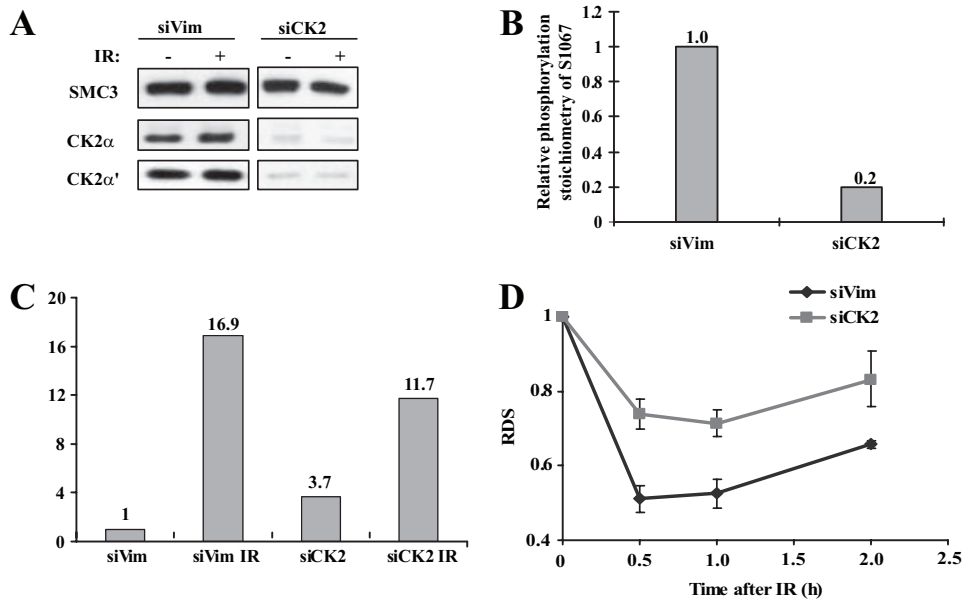 A
siVim siCK2
IR: - + - +
SMC3
CK2α
CK2α'
B
Relative phosphorylation
stoichiometry of S1067
1.2
1
0.8
0.6
0.4
0.2
0
1.0
0.2
siVim siCK2
C
20
16
12
8
4
0
1
16.9
3.7
11.7
siVim siVim IR siCK2 siCK2 IR
D
siVim
siCK2
RDS
1
0.8
0.6
0.4
0 0.5 1.0 1.5 2.0 2.5
Time after IR (h)